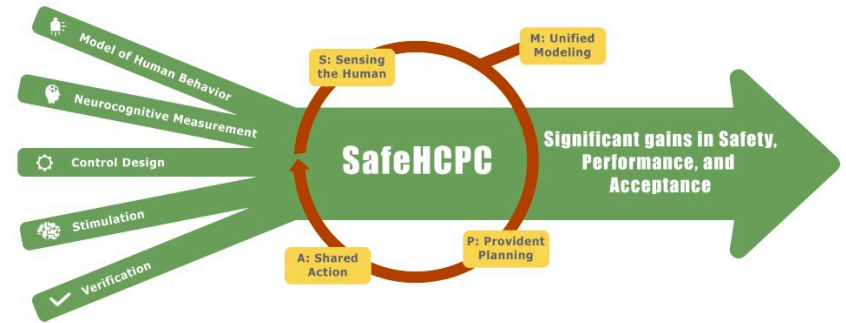 Model of Human Behavior
Neurocognitive Measurement
Control Design
Stimulation
Verification
S: Sensing
the Human
M: Unified
Modeling
SafeHCPC
A: Shared
Action
P: Provident
Planning
Significant gains in Safety,
Performance, and
Acceptance